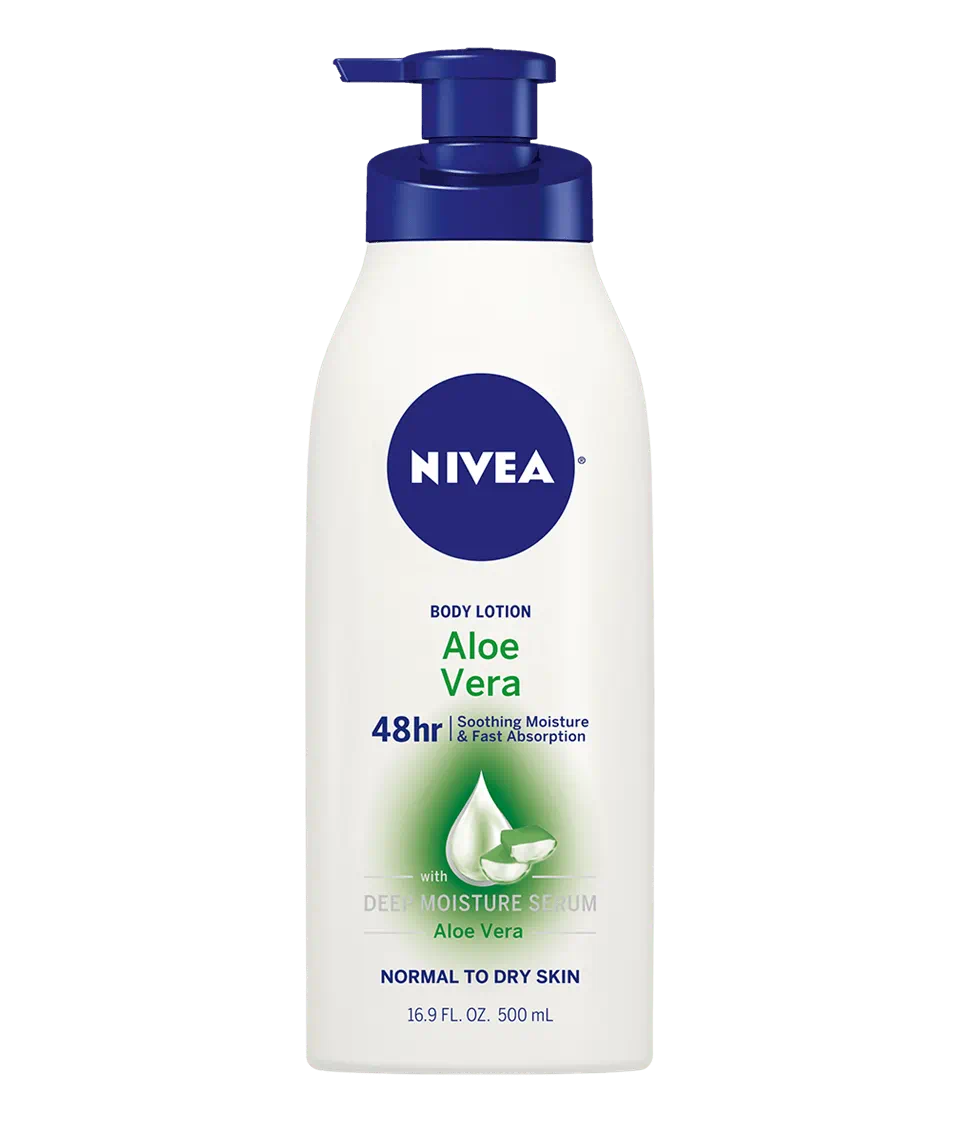 NIVEA®
BODY LOTION
Aloe
Vera
48hr | Soothing Moisture
& Fast Absorption
with
DEEP MOISTURE SERUM
Aloe Vera
NORMAL TO DRY SKIN
16.9 FL. OZ. 500 mL